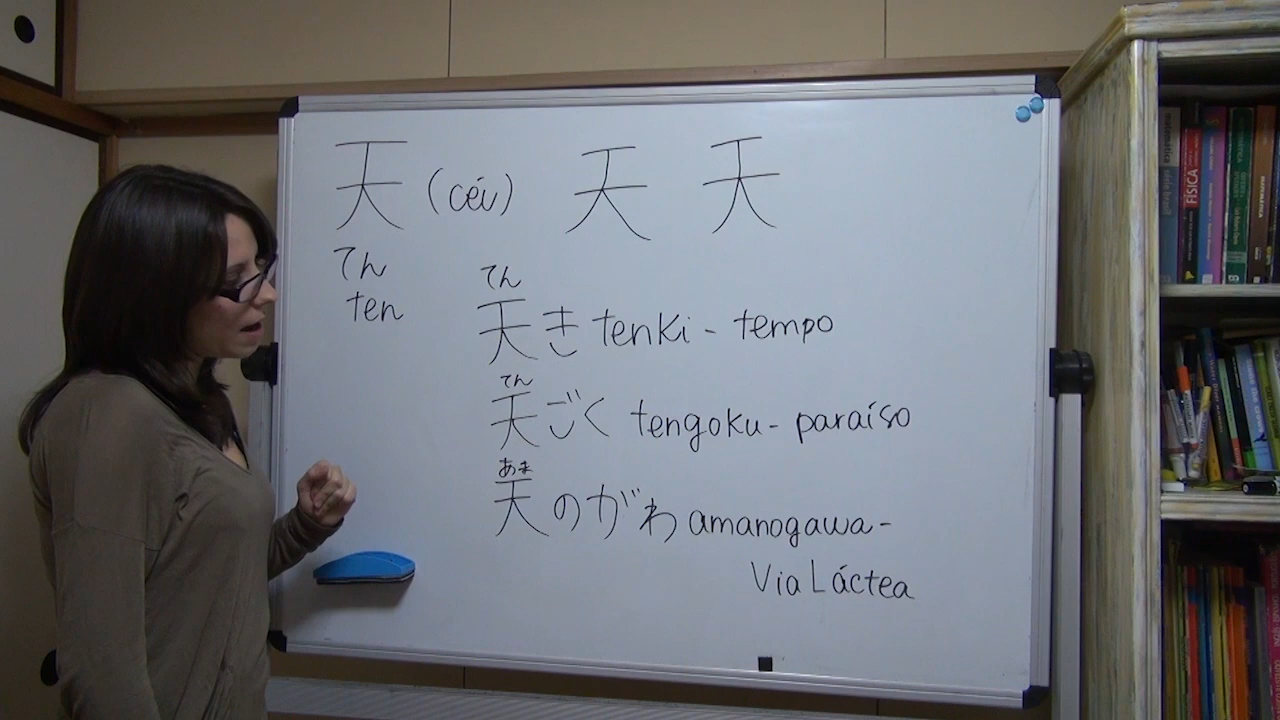 天 (céu) 天 天
てん
ten
てん
天き tenki - tempo
てん
天ごく tengoku - paraíso
あま
天のがわ amanogawa -
Via Láctea
FÍSICA